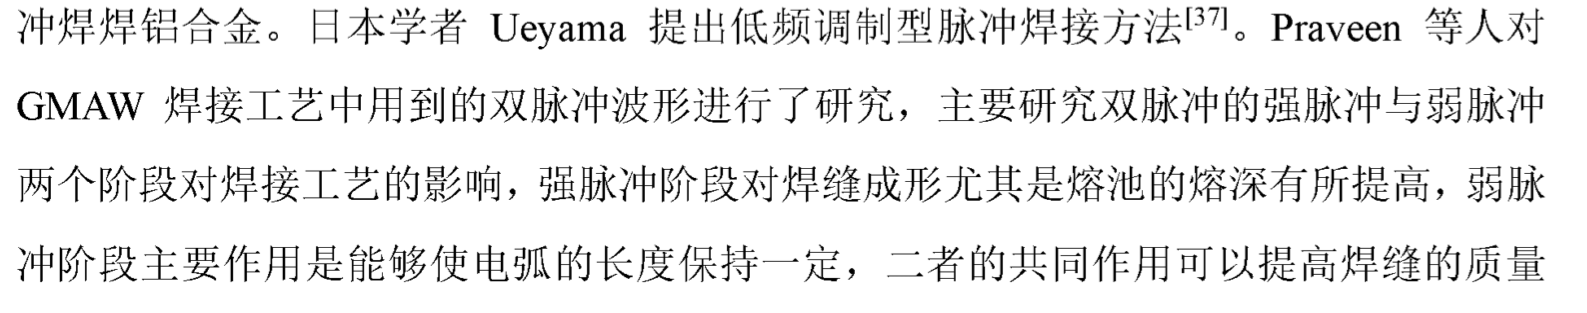 冲焊焊铝合金。日本学者 Ueyama 提出低频调制型脉冲焊接方法[37]。Praveen 等人对
GMAW 焊接工艺中用到的双脉冲波形进行了研究，主要研究双脉冲的强脉冲与弱脉冲
两个阶段对焊接工艺的影响，强脉冲阶段对焊缝成形尤其是熔池的熔深有所提高，弱脉
冲阶段主要作用是能够使电弧的长度保持一定，二者的共同作用可以提高焊缝的质量